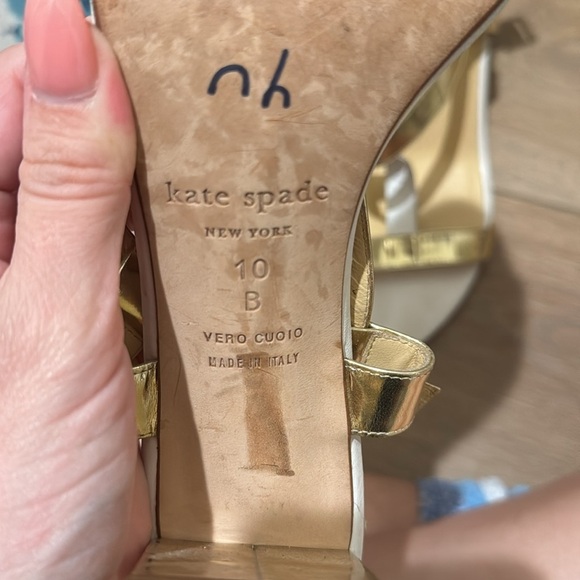 kate spade
NEW YORK
10
B
VERO CUOIO
MADE IN ITALY